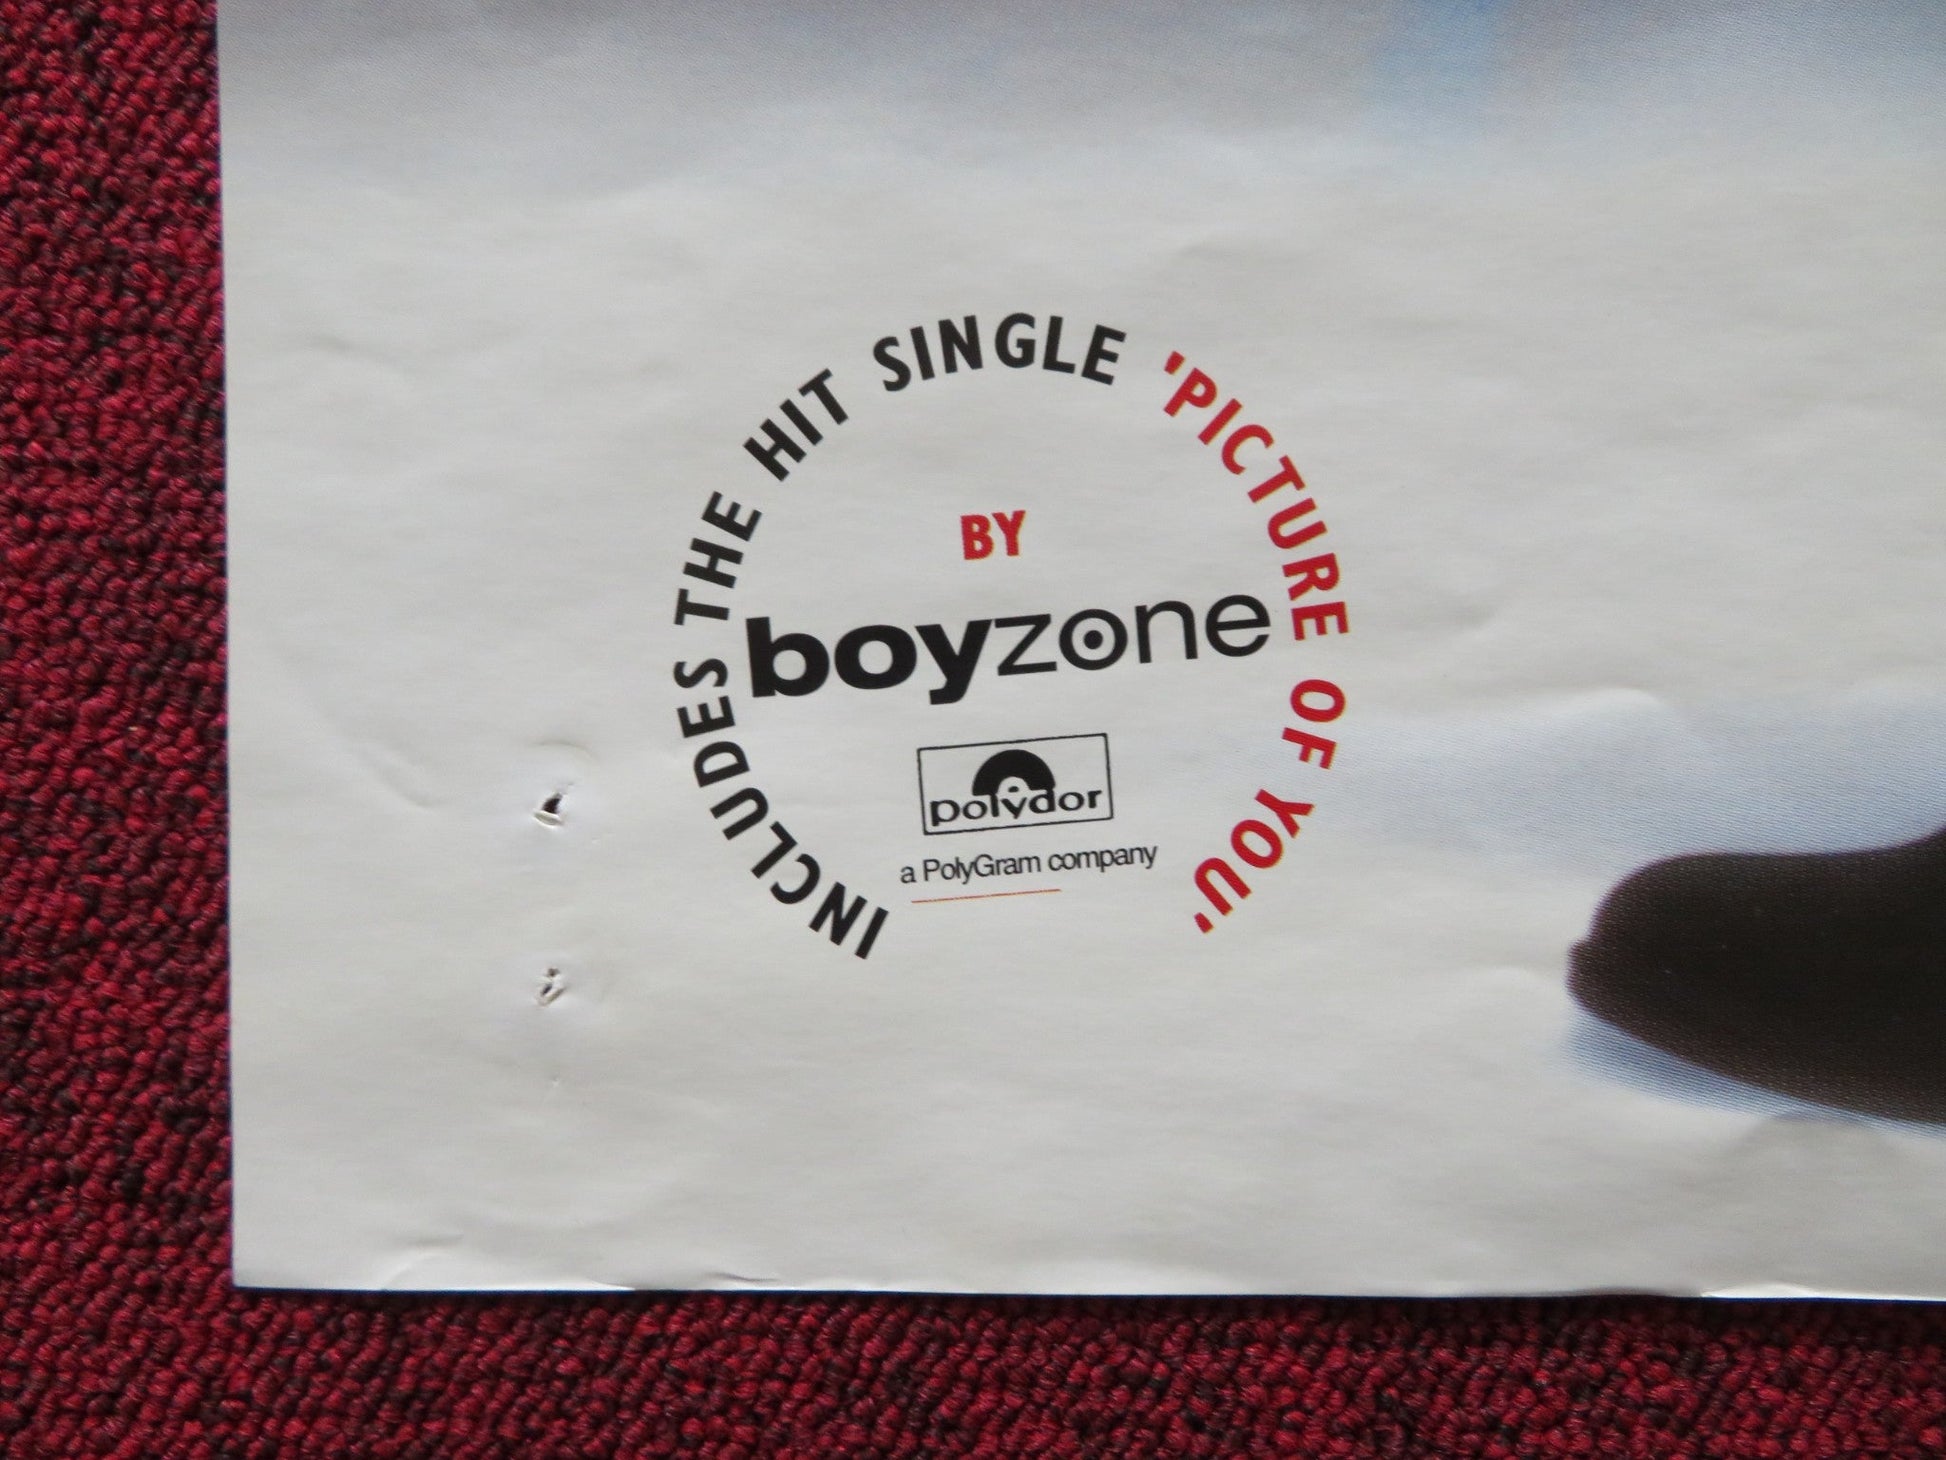 INCLUDES THE HIT SINGLE 'PICTURE OF YOU'
BY
boyzone
polydor
a PolyGram company